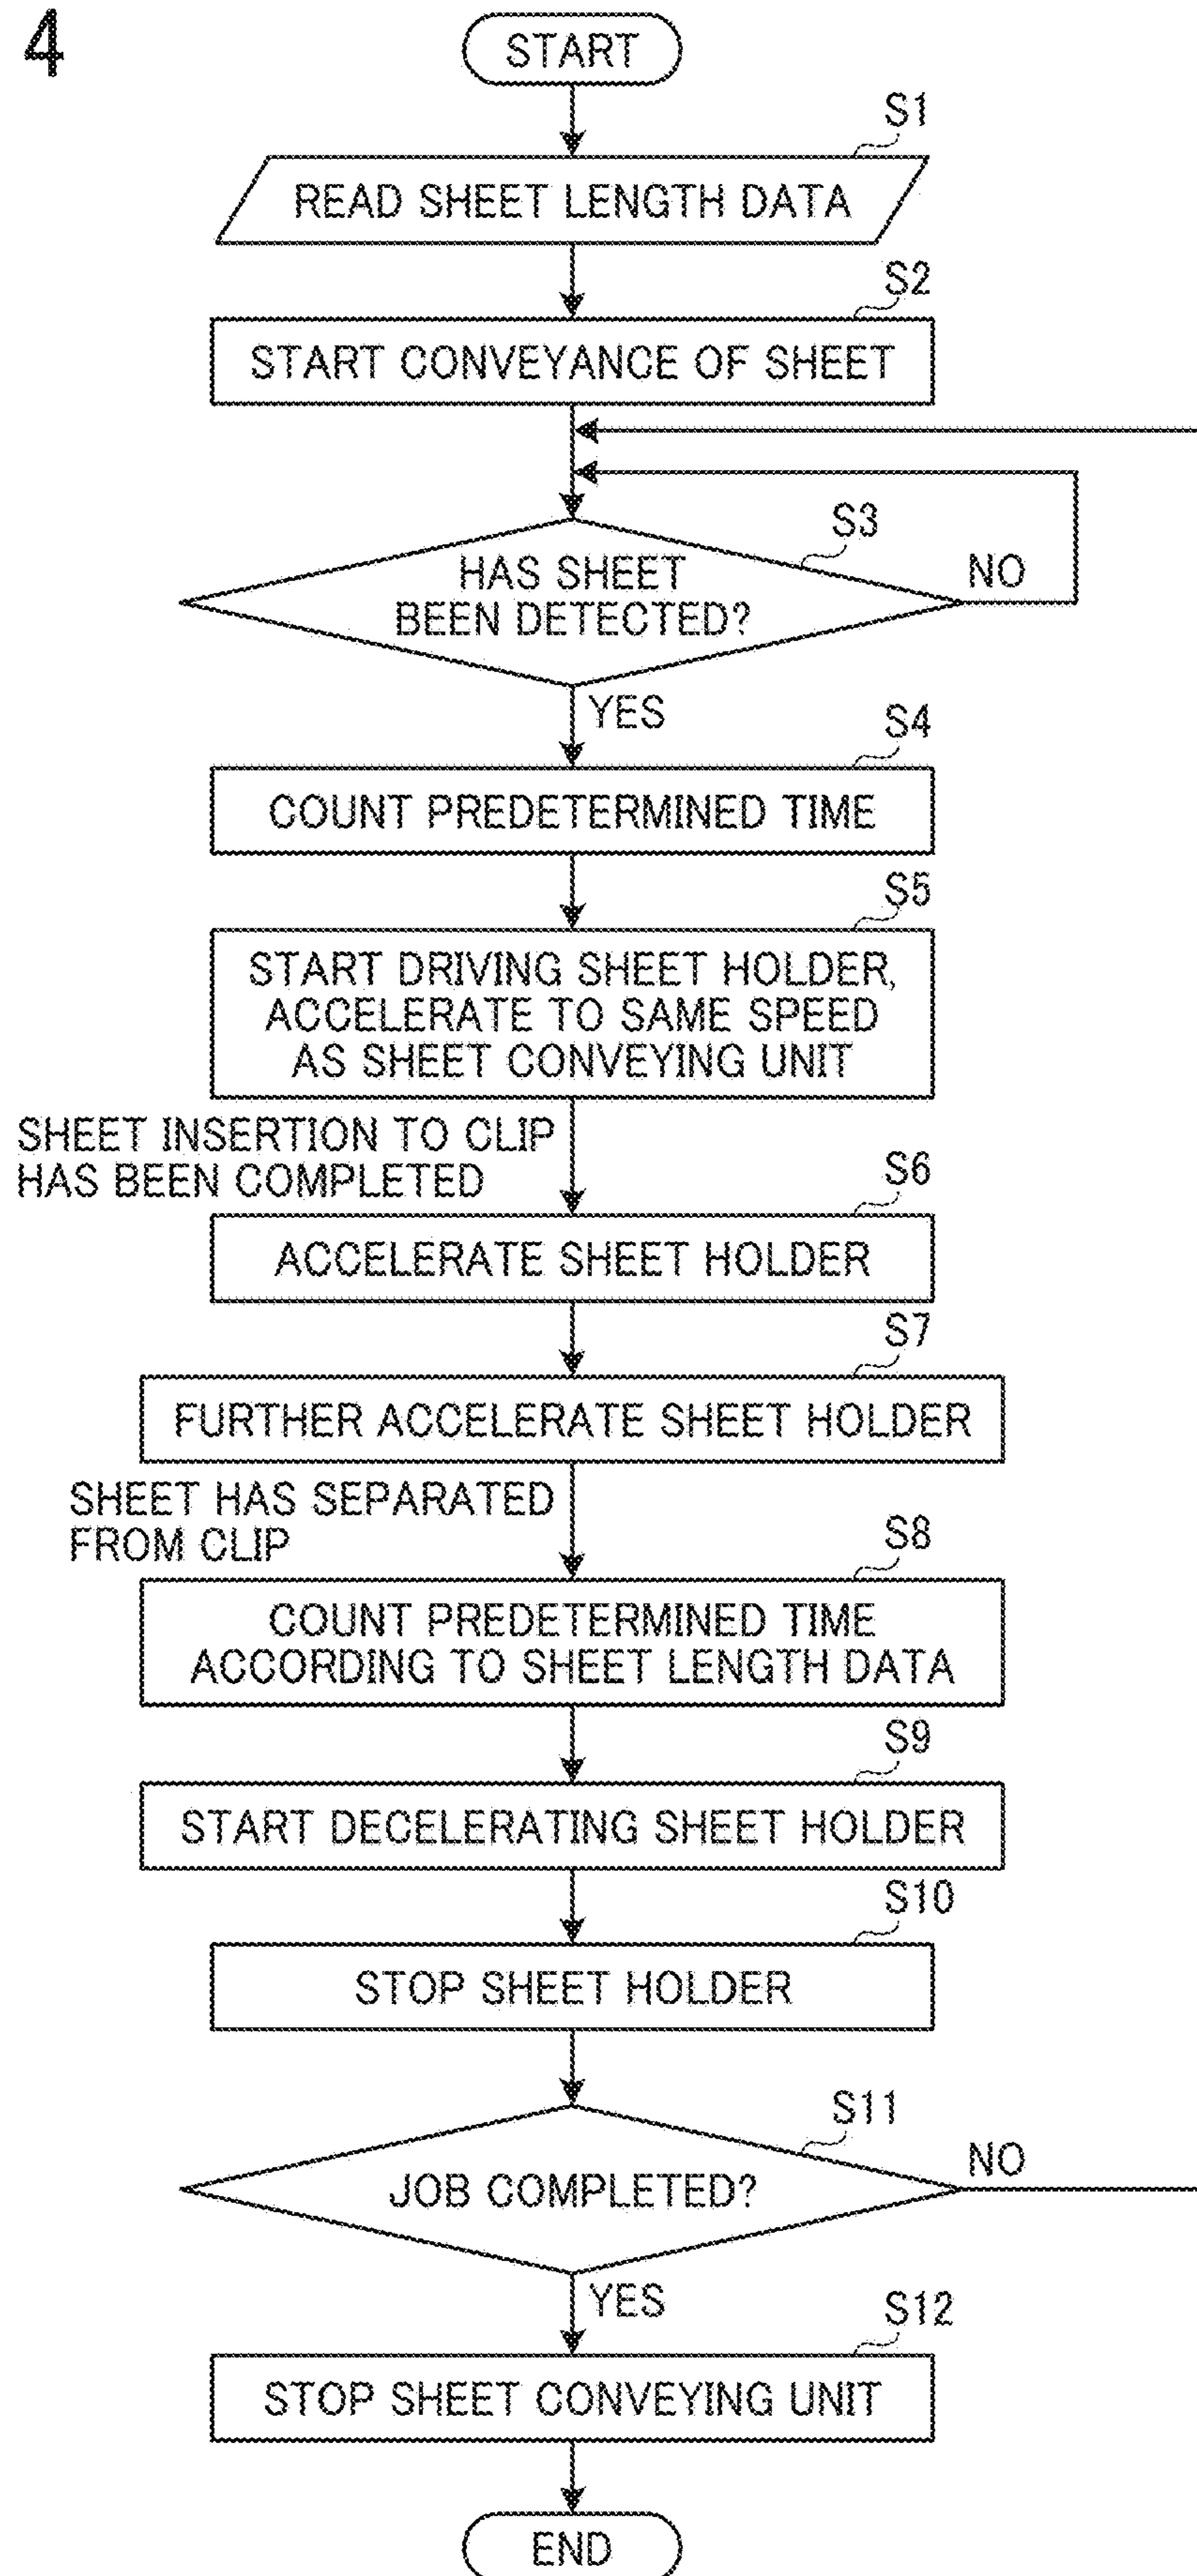 4
START
S1
READ SHEET LENGTH DATA
S2
START CONVEYANCE OF SHEET
S3
HAS SHEET
BEEN DETECTED?
NO
YES
S4
COUNT PREDETERMINED TIME
S5
START DRIVING SHEET HOLDER,
ACCELERATE TO SAME SPEED
AS SHEET CONVEYING UNIT
SHEET INSERTION TO CLIP
HAS BEEN COMPLETED
S6
ACCELERATE SHEET HOLDER
S7
FURTHER ACCELERATE SHEET HOLDER
SHEET HAS SEPARATED
FROM CLIP
S8
COUNT PREDETERMINED TIME
ACCORDING TO SHEET LENGTH DATA
S9
START DECELERATING SHEET HOLDER
S10
STOP SHEET HOLDER
S11
JOB COMPLETED?
NO
YES
S12
STOP SHEET CONVEYING UNIT
END